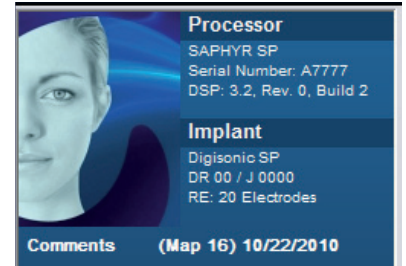 Processor
SAPHYR SP
Serial Number: A7777
DSP: 3.2, Rev. 0, Build 2
Implant
Digisonic SP
DR 00 / J 0000
RE: 20 Electrodes
Comments (Map 16) 10/22/2010